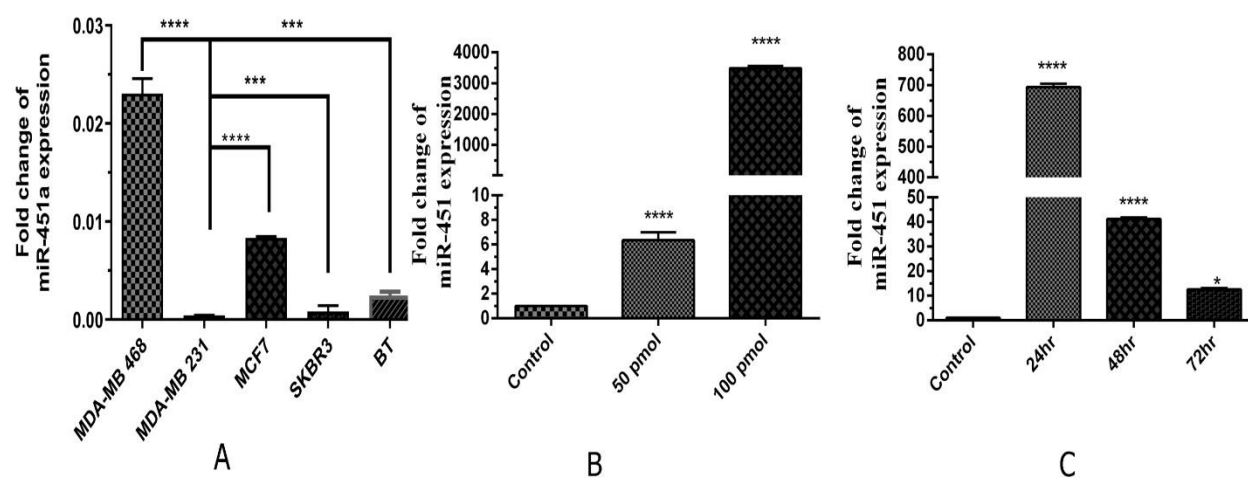 Fold change of
miR-451a expression
0.03
0.02
0.01
0.00
****
***
***
****
MDA-MB 468
MDA-MB 231
MCF7
SKBR3
BT
A
Fold change of
miR-451 expression
4000
3000
2000
1000
10
8
6
4
2
0
****
****
Control
50 pmol
100 pmol
B
Fold change of
miR-451 expression
800
700
600
500
400
300
200
50
40
30
20
10
0
****
****
*
Control
24hr
48hr
72hr
C